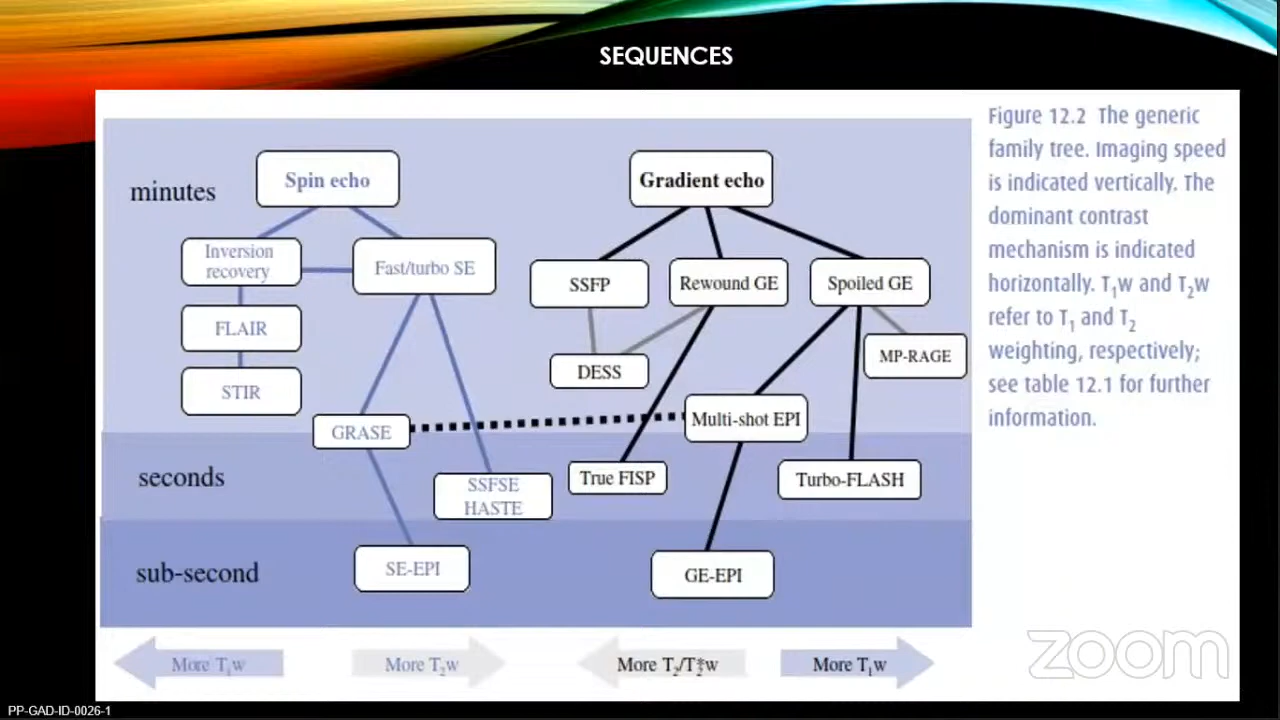 SEQUENCES
minutes
Spin echo
Gradient echo
Inversion
recovery
Fast/turbo SE
SSFP
Rewound GE
Spoiled GE
FLAIR
MP-RAGE
DESS
STIR
GRASE
Multi-shot EPI
seconds
SSFSE
HASTE
True FISP
Turbo-FLASH
sub-second
SE-EPI
GE-EPI
More T₁w
More T₂w
More T₂/T₂*w
More T₁w
Figure 12.2 The generic
family tree. Imaging speed
is indicated vertically. The
dominant contrast
mechanism is indicated
horizontally. T₁w and T₂w
refer to T₁ and T₂
weighting, respectively;
see table 12.1 for further
information.
zoom
PP-GAD-ID-0026-1